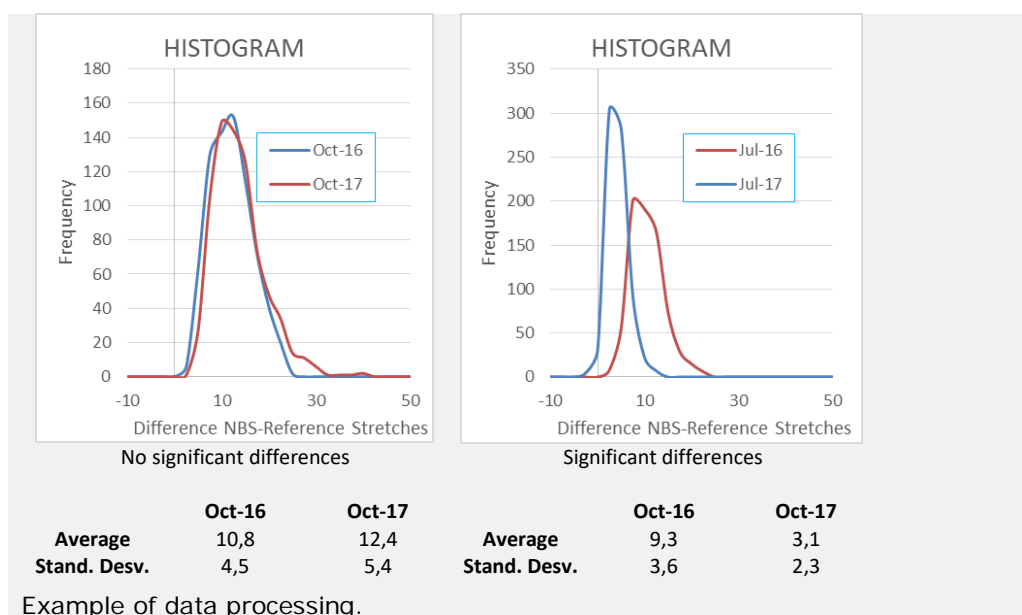 HISTOGRAM
180
160
140
120
100
80
60
40
20
0
-10 10 30 50
Frequency
Oct-16
Oct-17
Difference NBS-Reference Stretches
No significant differences
HISTOGRAM
350
300
250
200
150
100
50
0
-10 10 30 50
Frequency
Jul-16
Jul-17
Difference NBS-Reference Stretches
Significant differences
Oct-16 Oct-17
Average 10,8 12,4
Stand. Desv. 4,5 5,4
Oct-16 Oct-17
Average 9,3 3,1
Stand. Desv. 3,6 2,3
Example of data processing.